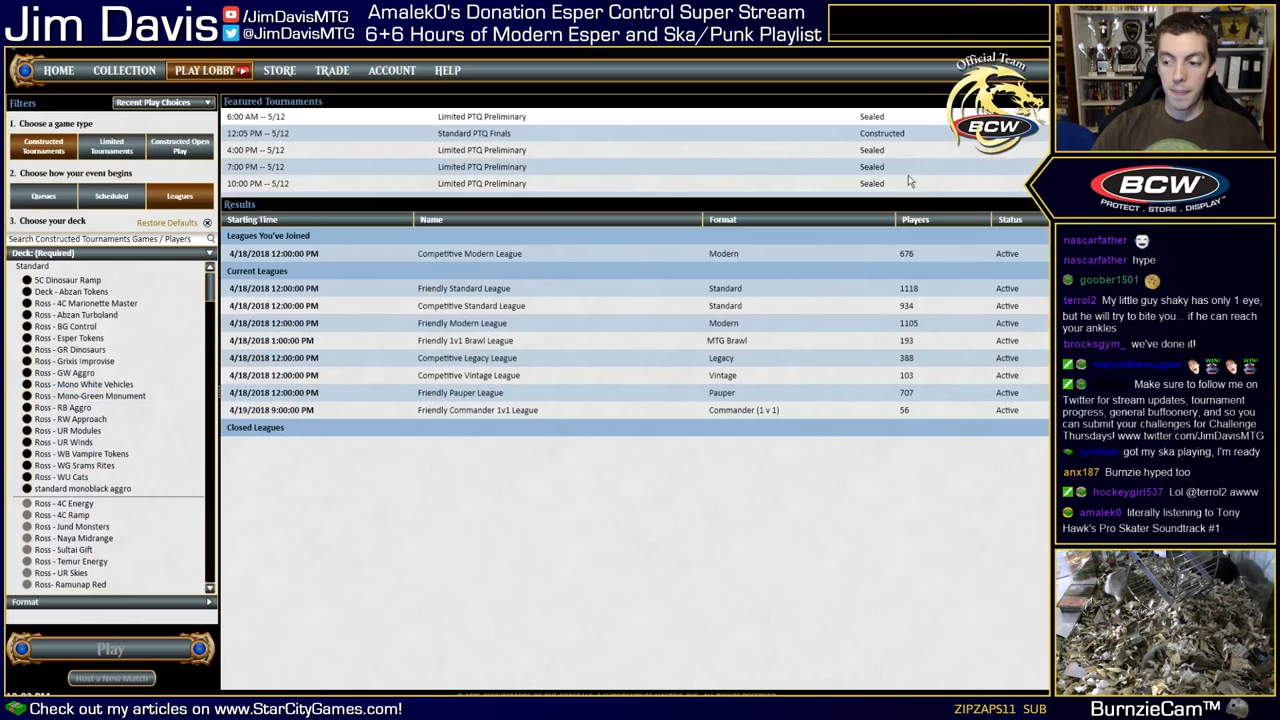 Jim Davis
/JimDavisMTG
@JimDavisMTG
AmalekO's Donation Esper Control Super Stream
6+6 Hours of Modern Esper and Ska/Punk Playlist
HOME COLLECTION PLAY LOBBY STORE TRADE ACCOUNT HELP
Official Team
BCW
Filters Recent Play Choices
1. Choose a game type
Constructed Tournaments Limited Tournaments Constructed Open Play
2. Choose how your event begins
Queues Scheduled Leagues
3. Choose your deck Restore Defaults
Search Constructed Tournaments Games / Players
Deck: (Required)
Standard
5C Dinosaur Ramp
Deck - Abzan Tokens
Ross - 4C Marionette Master
Ross - Abzan Turboland
Ross - BG Control
Ross - Esper Tokens
Ross - GR Dinosaurs
Ross - Grixis Improvise
Ross - GW Aggro
Ross - Mono White Vehicles
Ross - Mono-Green Monument
Ross - RB Aggro
Ross - RW Approach
Ross - UR Modules
Ross - UR Winds
Ross - WB Vampire Tokens
Ross - WG Srams Rites
Ross - WU Cats
standard monoblack aggro
Ross - 4C Energy
Ross - 4C Ramp
Ross - Jund Monsters
Ross - Naya Midrange
Ross - Sultai Gift
Ross - Temur Energy
Ross - UR Skies
Ross- Ramunap Red
Format
Play
Host a New Match
Featured Tournaments
6:00 AM -- 5/12 Limited PTQ Preliminary Sealed
12:05 PM -- 5/12 Standard PTQ Finals Constructed
4:00 PM -- 5/12 Limited PTQ Preliminary Sealed
7:00 PM -- 5/12 Limited PTQ Preliminary Sealed
10:00 PM -- 5/12 Limited PTQ Preliminary Sealed
Results
Starting Time Name Format Players Status
Leagues You've Joined
4/18/2018 12:00:00 PM Competitive Modern League Modern 676 Active
Current Leagues
4/18/2018 12:00:00 PM Friendly Standard League Standard 1118 Active
4/18/2018 12:00:00 PM Competitive Standard League Standard 934 Active
4/18/2018 12:00:00 PM Friendly Modern League Modern 1105 Active
4/18/2018 1:00:00 PM Friendly 1v1 Brawl League MTG Brawl 193 Active
4/18/2018 12:00:00 PM Competitive Legacy League Legacy 388 Active
4/18/2018 12:00:00 PM Competitive Vintage League Vintage 103 Active
4/18/2018 12:00:00 PM Friendly Pauper League Pauper 707 Active
4/19/2018 9:00:00 PM Friendly Commander 1v1 League Commander (1 v 1) 56 Active
Closed Leagues
BCW
PROTECT. STORE. DISPLAY.
nascarfather
nascarfather hype
goober1501
terrol2 My little guy shaky has only 1 eye,
but he will try to bite you... if he can reach
your ankles
brocksgym_ we've done it!
WIN! WIN!
Make sure to follow me on
Twitter for stream updates, tournament
progress, general buffoonery, and so you
can submit your challenges for Challenge
Thursdays! www.twitter.com/JimDavisMTG
got my ska playing, I'm ready
anx187 Burnzie hyped too
hockeygirl537 Lol @terrol2 awww
amalek0 literally listening to Tony
Hawk's Pro Skater Soundtrack #1
Check out my articles on www.StarCityGames.com!
ZIPZAPS11 SUB
BurnzieCam™